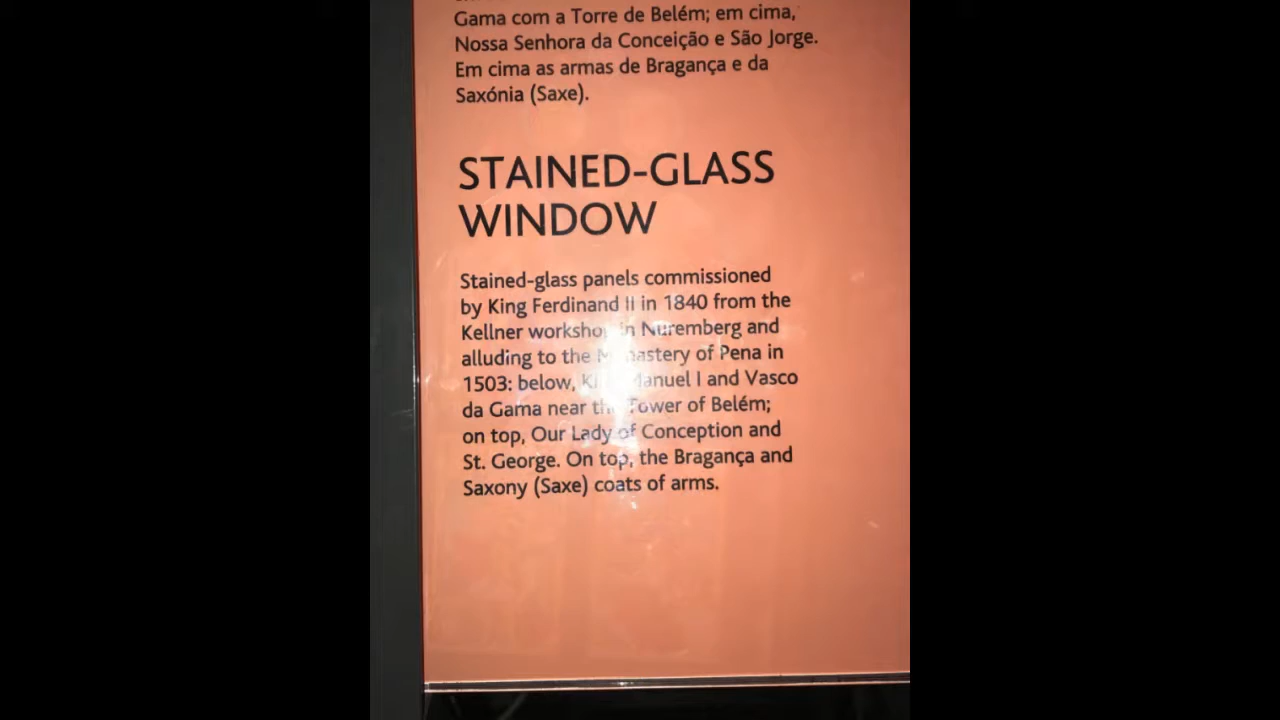 Gama com a Torre de Belém; em cima,
Nossa Senhora da Conceição e São Jorge.
Em cima as armas de Bragança e da
Saxónia (Saxe).
STAINED-GLASS
WINDOW
Stained-glass panels commissioned
by King Ferdinand II in 1840 from the
Kellner workshop in Nuremberg and
alluding to the Monastery of Pena in
1503: below, King Manuel I and Vasco
da Gama near the Tower of Belém;
on top, Our Lady of Conception and
St. George. On top, the Bragança and
Saxony (Saxe) coats of arms.